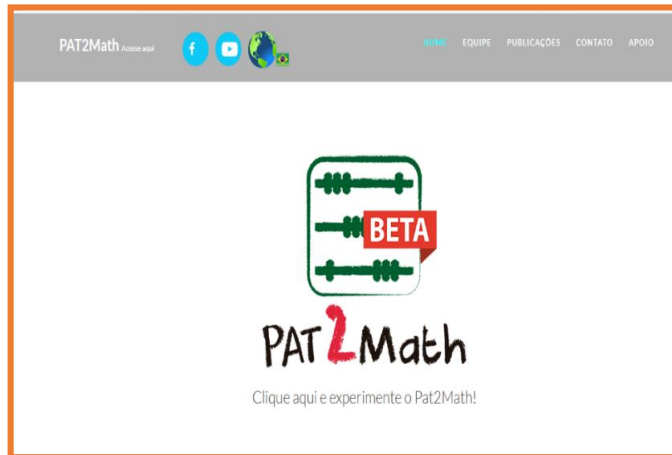 PAT2Math Acesse aqui
HOME EQUIPE PUBLICAÇÕES CONTATO APOIO
BETA
PAT2Math
Clique aqui e experimente o Pat2Math!